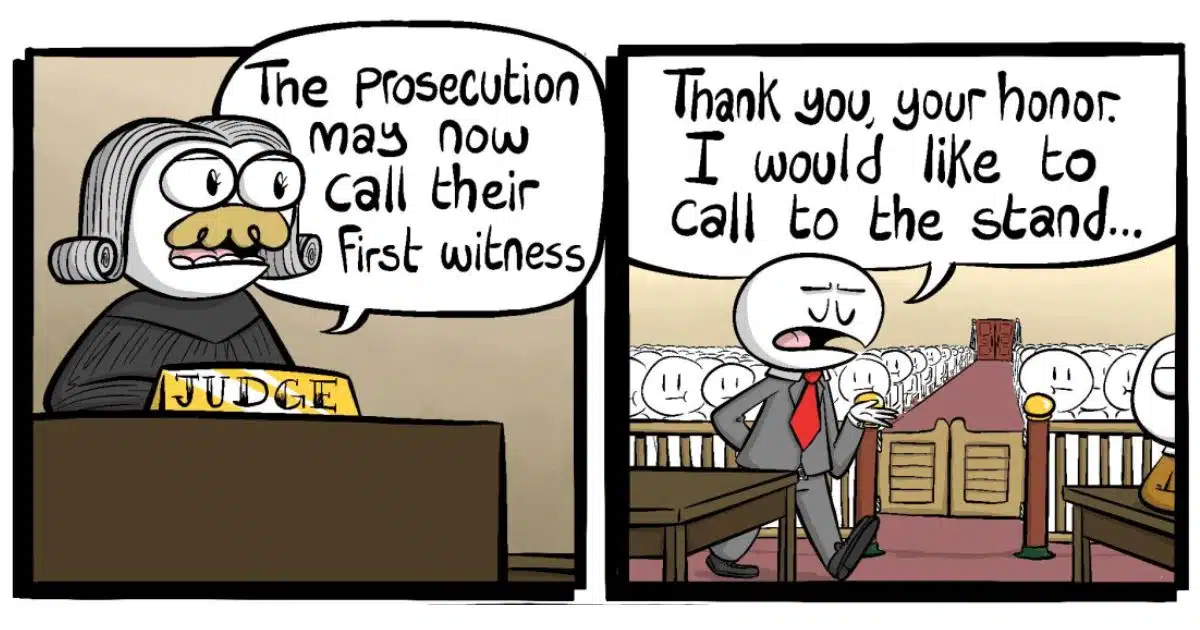 The Prosecution
may now
call their
First witness
JUDGE
Thank you, your honor.
I would like to
call to the stand...